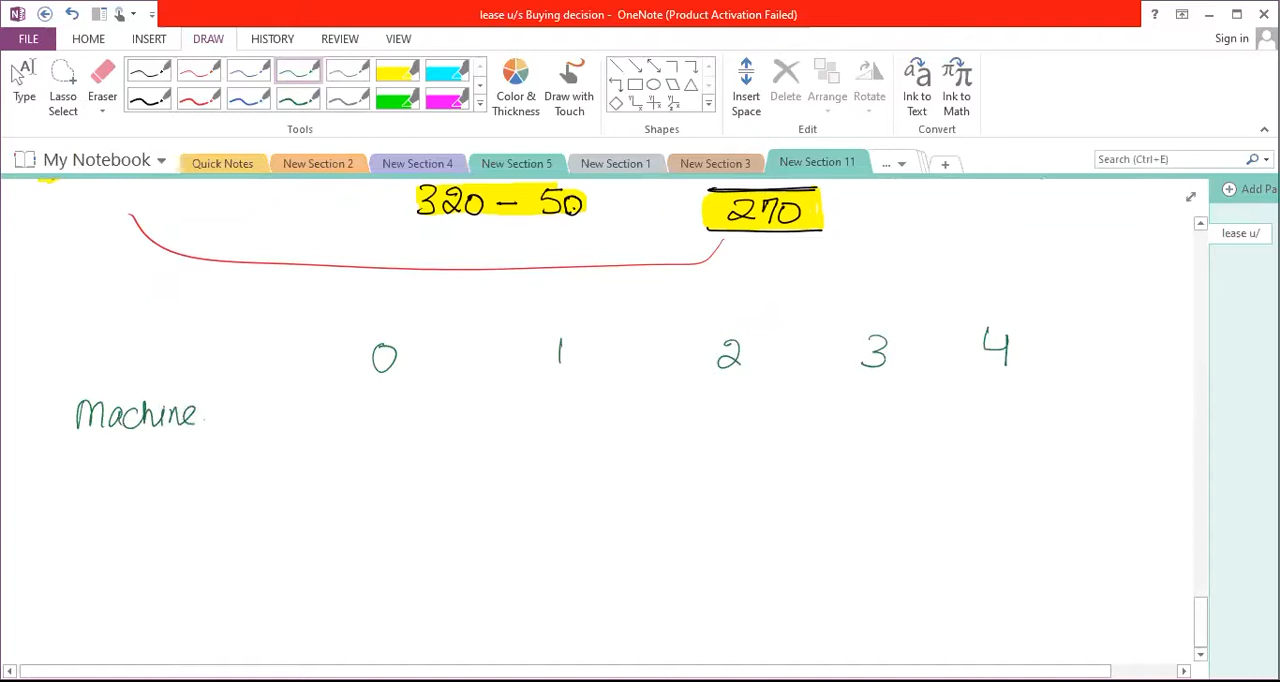 lease u/s Buying decision - OneNote (Product Activation Failed)
?
FILE HOME INSERT DRAW HISTORY REVIEW VIEW
Sign in
Type Lasso Select Eraser
Color & Thickness Draw with Touch
Insert Space Delete Arrange Rotate
Ink to Text Ink to Math
Tools Shapes Edit Convert
My Notebook Quick Notes New Section 2 New Section 4 New Section 5 New Section 1 New Section 3 New Section 11 ... + Search (Ctrl+E)
Add Pa
lease u/
320 - 50 270
0 1 2 3 4
Machine